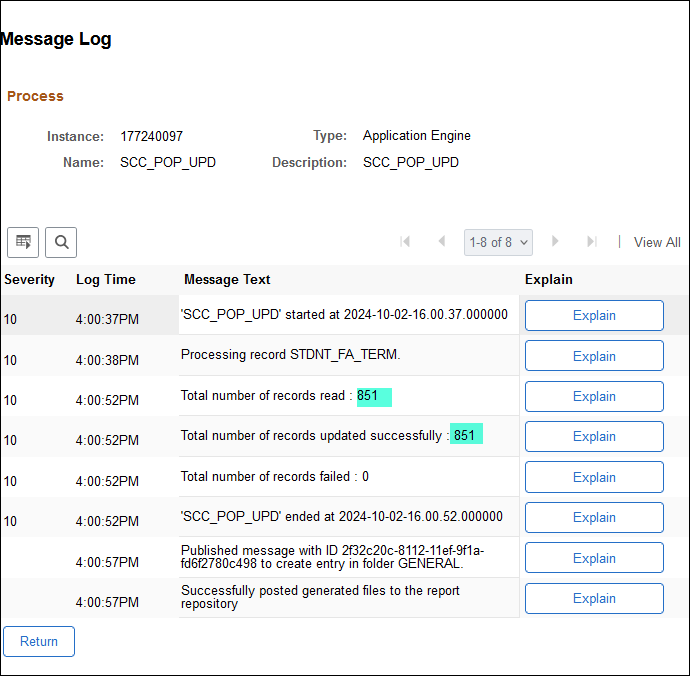 Message Log
Process
Instance: 177240097 Type: Application Engine
Name: SCC_POP_UPD Description: SCC_POP_UPD
1-8 of 8 | View All
Severity Log Time Message Text Explain
10 4:00:37PM 'SCC_POP_UPD' started at 2024-10-02-16.00.37.000000 Explain
10 4:00:38PM Processing record STDNT_FA_TERM. Explain
10 4:00:52PM Total number of records read : 851 Explain
10 4:00:52PM Total number of records updated successfully : 851 Explain
10 4:00:52PM Total number of records failed : 0 Explain
10 4:00:52PM 'SCC_POP_UPD' ended at 2024-10-02-16.00.52.000000 Explain
4:00:57PM Published message with ID 2f32c20c-8112-11ef-9f1a-
fd6f2780c498 to create entry in folder GENERAL. Explain
4:00:57PM Successfully posted generated files to the report
repository Explain
Return